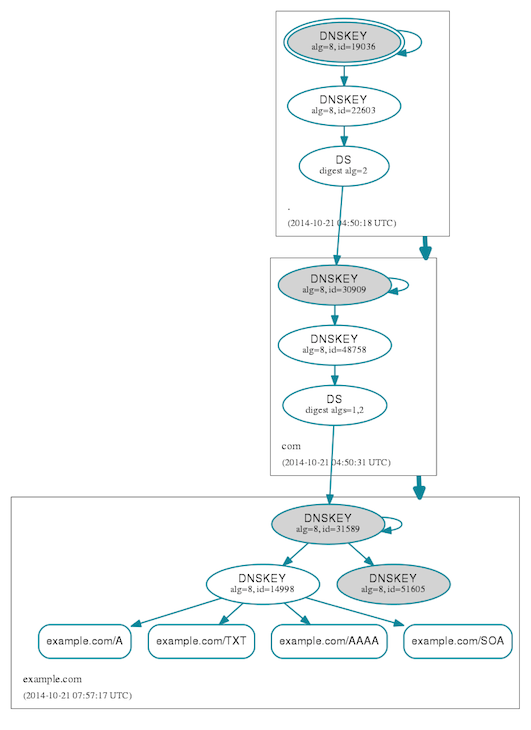 DNSKEY
alg=8, id=19036
DNSKEY
alg=8, id=22603
DS
digest alg=2
.
(2014-10-21 04:50:18 UTC)
DNSKEY
alg=8, id=30909
DNSKEY
alg=8, id=48758
DS
digest algs=1,2
com
(2014-10-21 04:50:31 UTC)
DNSKEY
alg=8, id=31589
DNSKEY
alg=8, id=14998
DNSKEY
alg=8, id=51605
example.com/A
example.com/TXT
example.com/AAAA
example.com/SOA
example.com
(2014-10-21 07:57:17 UTC)